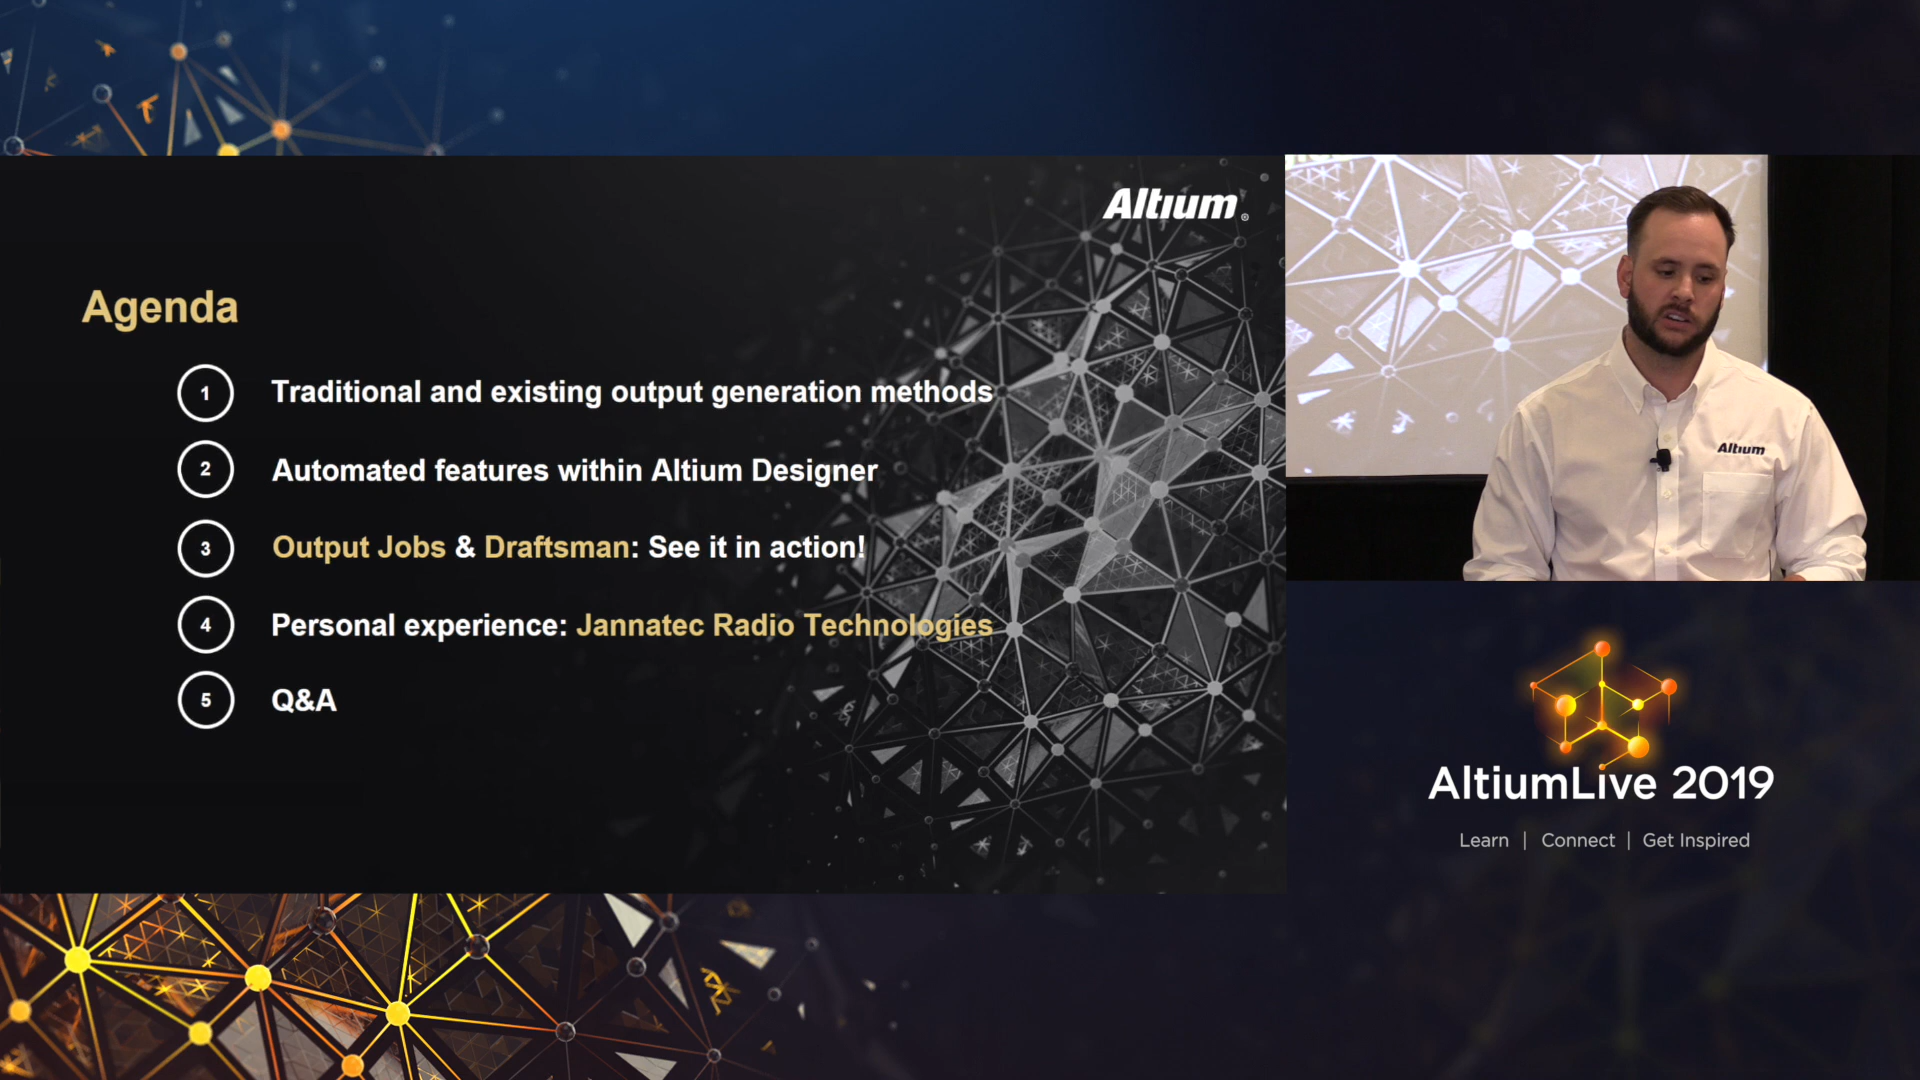 Altium
Agenda
1 Traditional and existing output generation methods
2 Automated features within Altium Designer
3 Output Jobs & Draftsman: See it in action!
4 Personal experience: Jannatec Radio Technologies
5 Q&A
Altium
AltiumLive 2019
Learn | Connect | Get Inspired